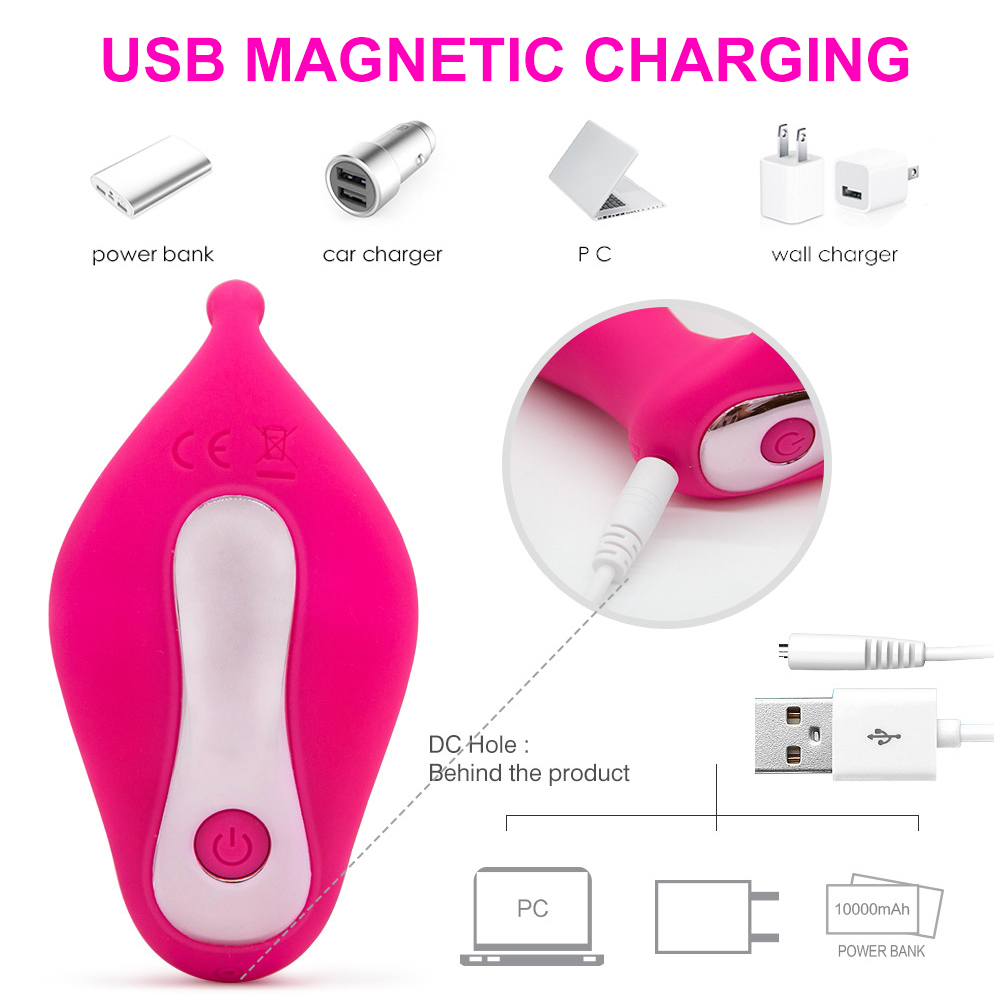 USB MAGNETIC CHARGING
power bank
car charger
P C
wall charger
CE
DC Hole :
Behind the product
PC
10000mAh
POWER BANK